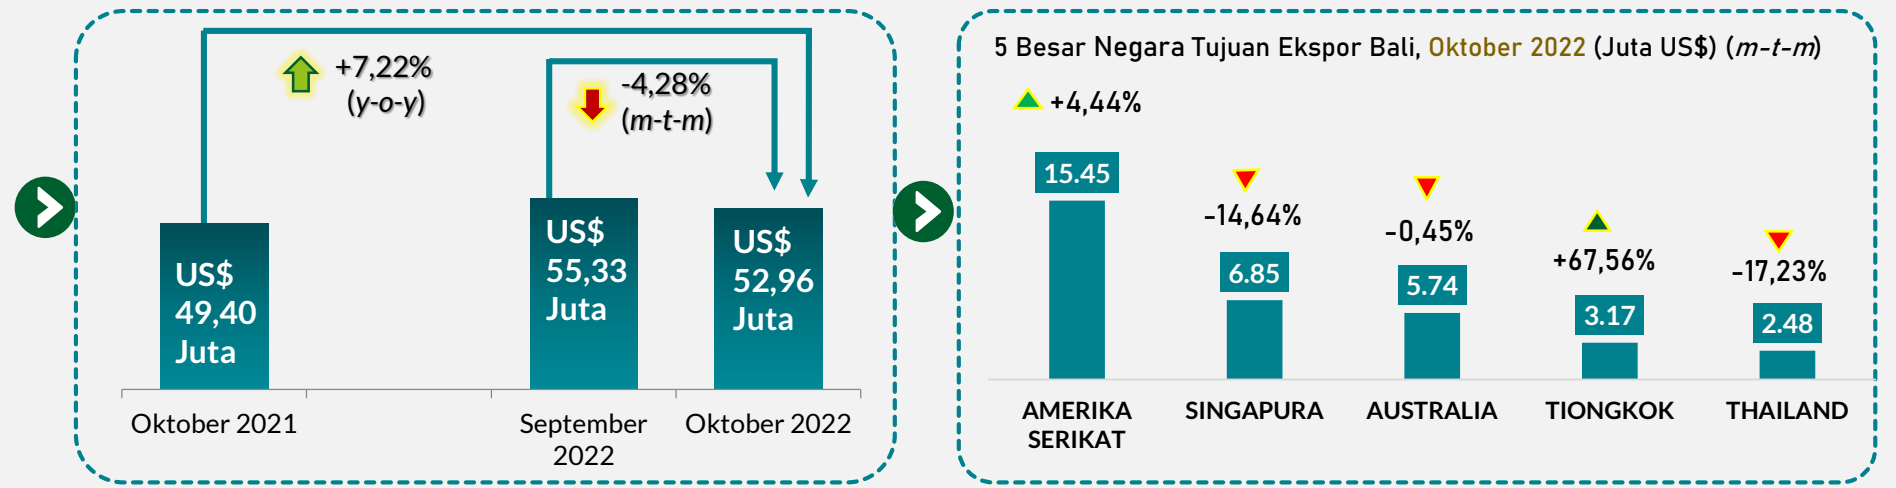 +7,22%
(y-o-y)
-4,28%
(m-t-m)
US$
49,40
Juta
US$
55,33
Juta
US$
52,96
Juta
Oktober 2021
September
2022
Oktober 2022
5 Besar Negara Tujuan Ekspor Bali, Oktober 2022 (Juta US$) (m-t-m)
+4,44%
-14,64%
-0,45%
+67,56%
-17,23%
15.45
6.85
5.74
3.17
2.48
AMERIKA
SERIKAT
SINGAPURA
AUSTRALIA
TIONGKOK
THAILAND